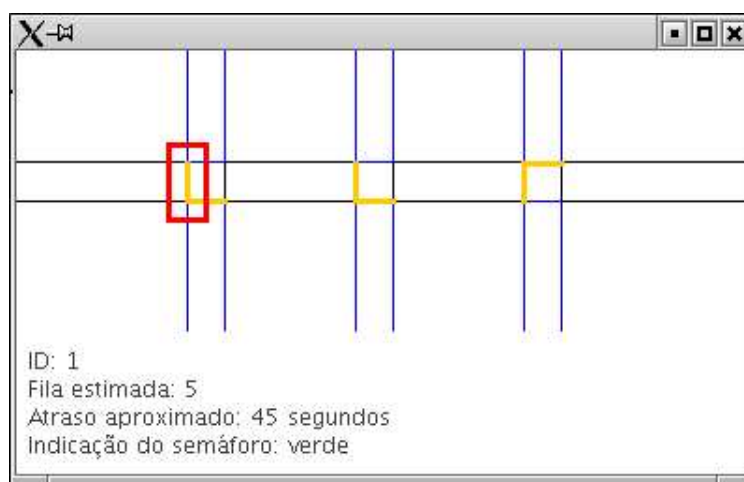 ID: 1
Fila estimada: 5
Atraso aproximado: 45 segundos
Indicação do semáforo: verde